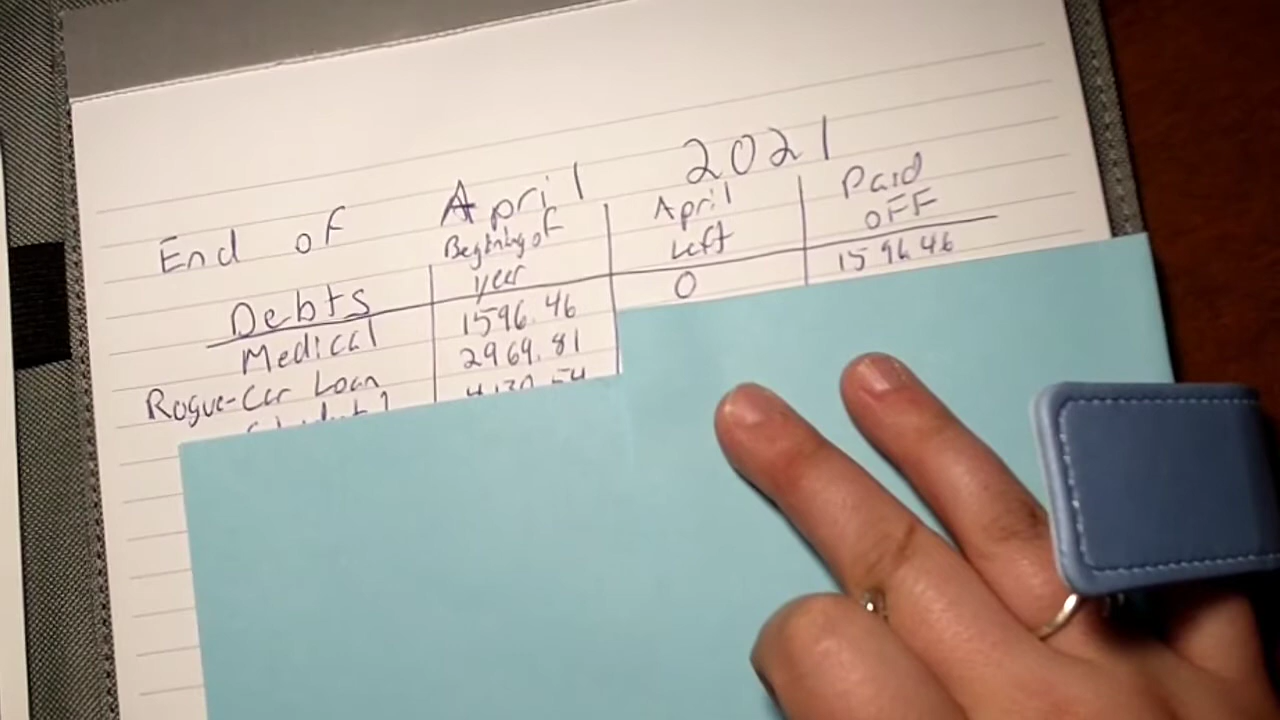 End of April 2021
Debts Beginning of year April Left Paid OFF
Medical 1596.46 0 1596.46
Rogue-Car Loan 2969.81